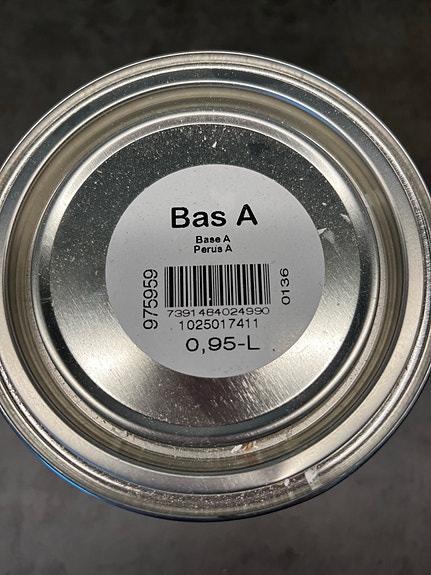 Bas A
Base A
Perus A
975959
0136
7391484024990
1025017411
0,95-L